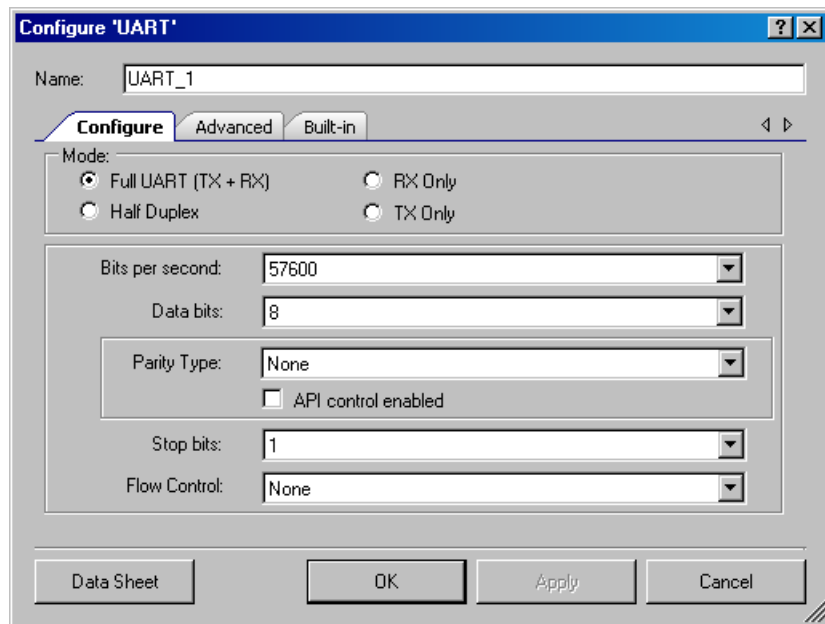 Configure 'UART'
Name: UART_1
Configure Advanced Built-in
Mode:
Full UART (TX + RX) RX Only
Half Duplex TX Only
Bits per second: 57600
Data bits: 8
Parity Type: None
API control enabled
Stop bits: 1
Flow Control: None
Data Sheet OK Apply Cancel